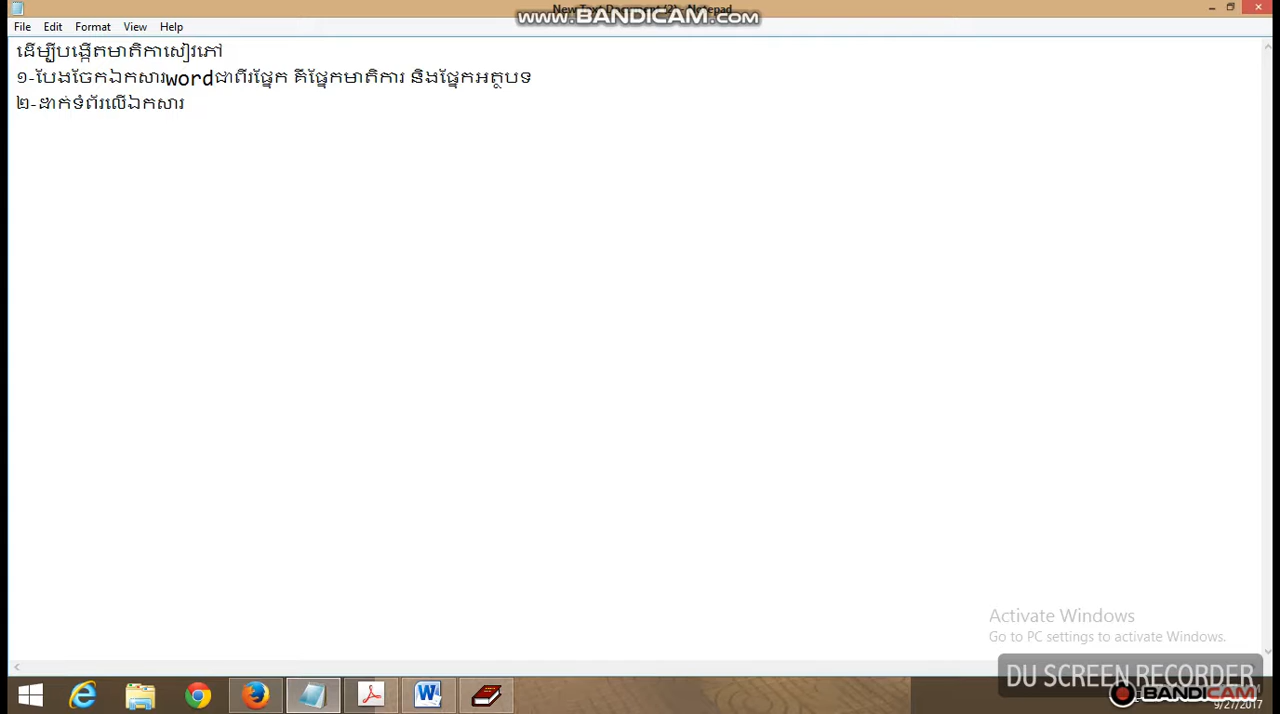 www.BANDICAM.com
File Edit Format View Help
ដើម្បីបង្កើតមាតិកាសៀវភៅ
១-បែងចែកឯកសារwordជាពីរផ្នែក គឺផ្នែកមាតិការ និងផ្នែកអត្ថបទ
២-ដាក់ទំព័រលើឯកសារ
Activate Windows
Go to PC settings to activate Windows.
DU SCREEN RECORDER
BANDICAM
9/27/2017